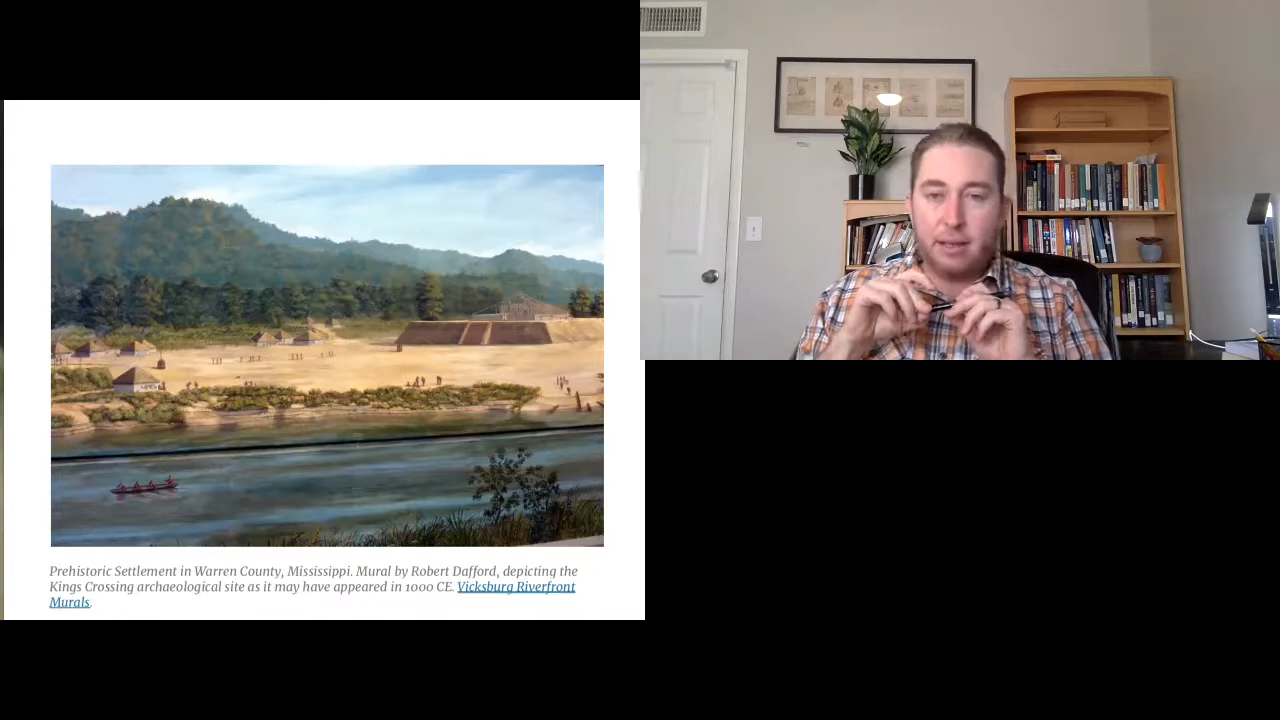 Prehistoric Settlement in Warren County, Mississippi. Mural by Robert Dafford, depicting the
Kings Crossing archaeological site as it may have appeared in 1000 CE. Vicksburg Riverfront
Murals.